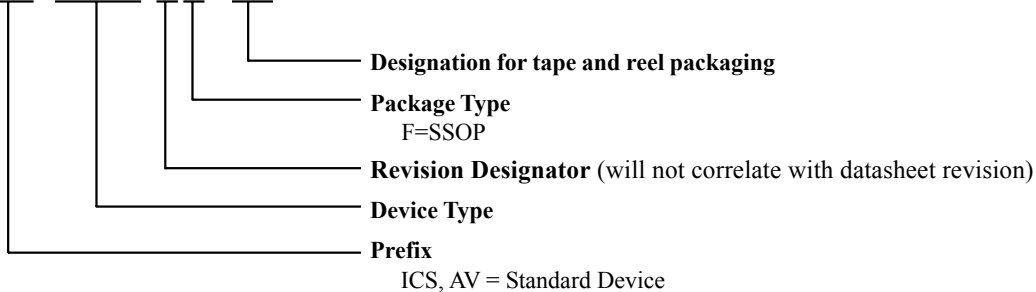 Designation for tape and reel packaging
Package Type
F=SSOP
Revision Designator (will not correlate with datasheet revision)
Device Type
Prefix
ICS, AV = Standard Device